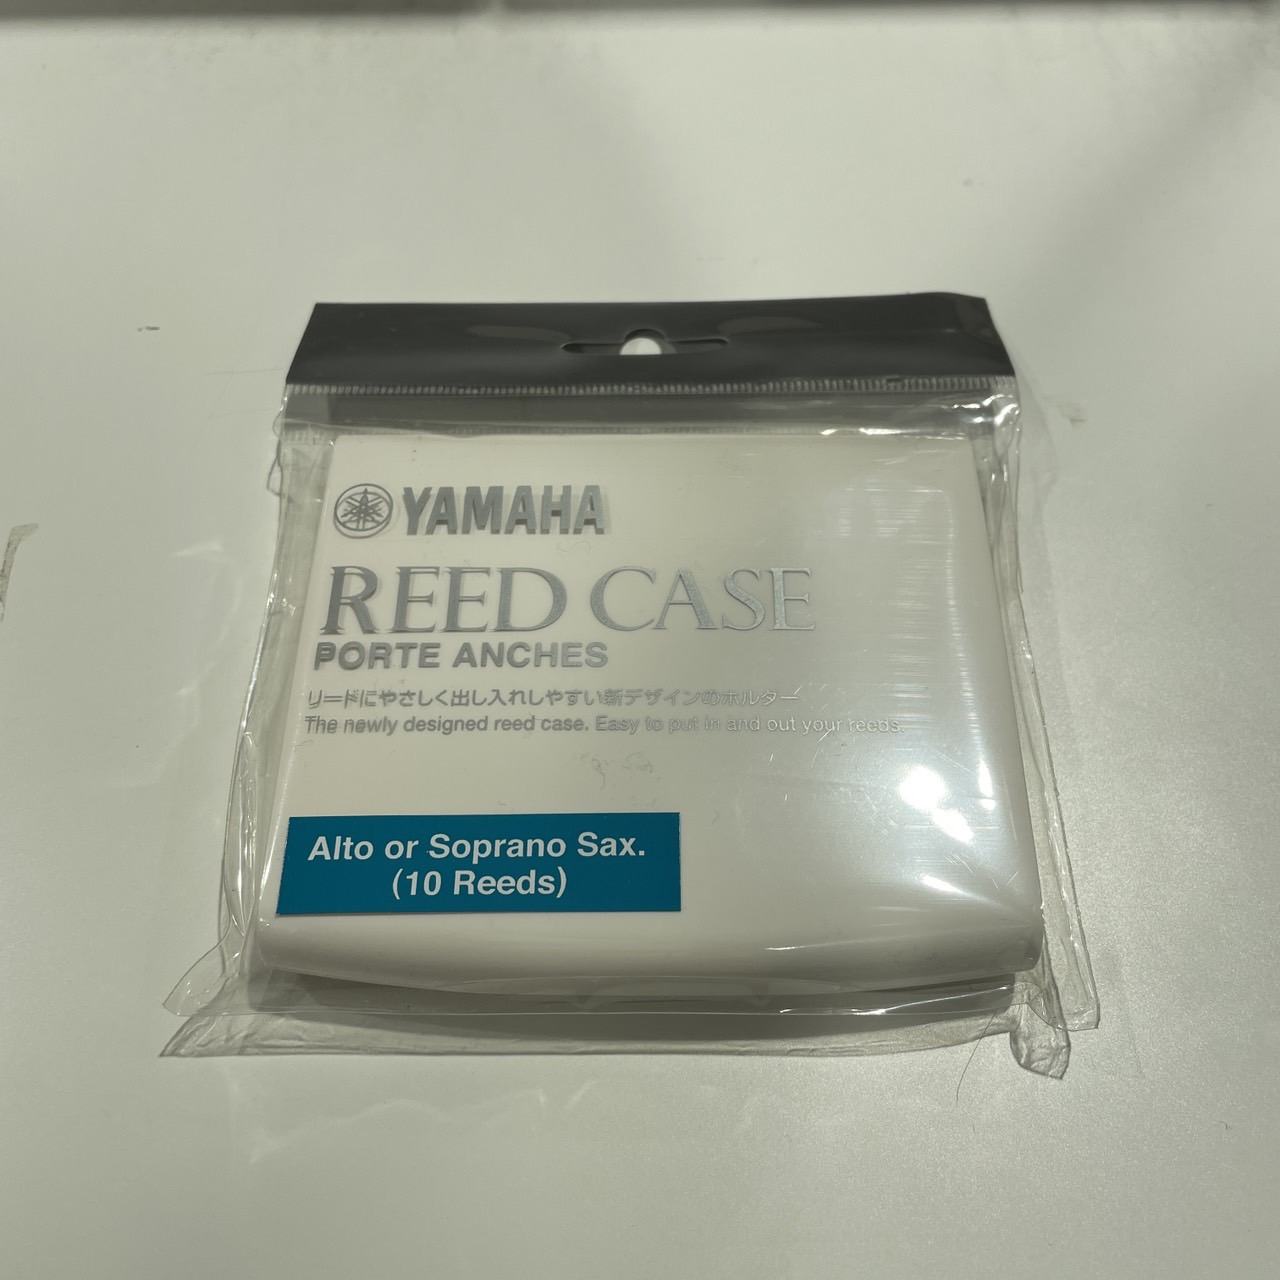 YAMAHA
REED CASE
PORTE ANCHES
リードにやさしく出し入れしやすい新デザインのホルダー
The newly designed reed case. Easy to put in and out your reeds.
Alto or Soprano Sax.
(10 Reeds)